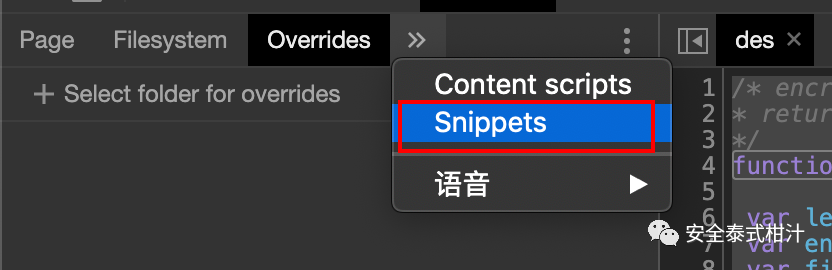 Page Filesystem Overrides
des
+ Select folder for overrides
Content scripts
Snippets
语音
1 /* encr
2 * retur
3 */
4 functio
5
6 var le
7 var en
8 var fi
安全泰式柑汁